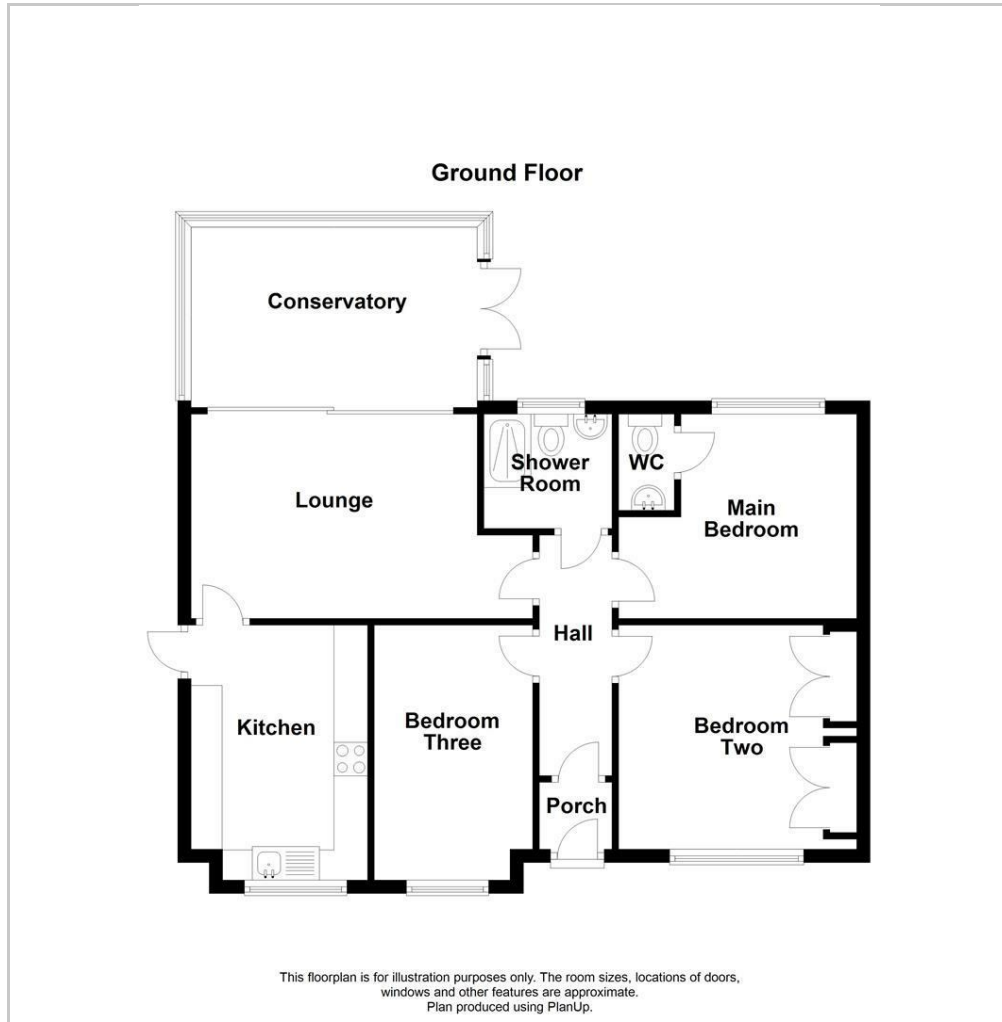 Ground Floor
Conservatory
Lounge
Shower
Room
WC
Main
Bedroom
Hall
Kitchen
Bedroom
Three
Bedroom
Two
Porch
This floorplan is for illustration purposes only. The room sizes, locations of doors,
windows and other features are approximate.
Plan produced using PlanUp.